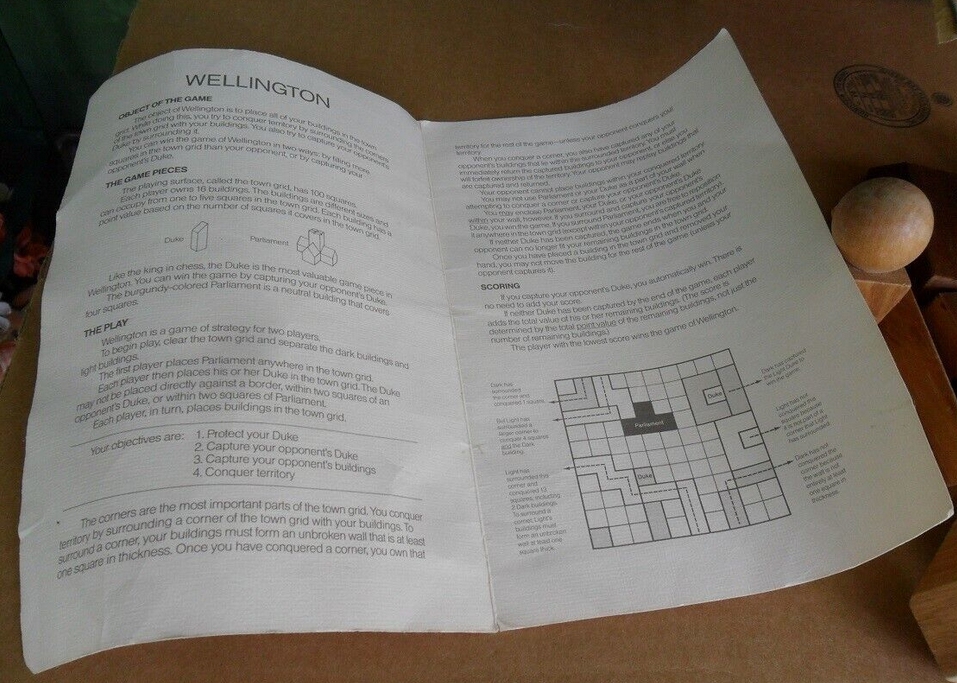 WELLINGTON
OBJECT OF THE GAME
The object of Wellington is to place all of your buildings in the town
grid. While doing this, you try to conquer territory by surrounding the corners
of the town grid with your buildings. You also try to capture your opponent's
Duke by surrounding it.
You can win the game of Wellington in two ways: by filling more
squares in the town grid than your opponent, or by capturing your
opponent's Duke.
THE GAME PIECES
The playing surface, called the town grid, has 100 squares.
Each player owns 16 buildings. The buildings are different sizes and
can occupy from one to five squares in the town grid. Each building has a
point value based on the number of squares it covers in the town grid.
Duke
Parliament
Like the king in chess, the Duke is the most valuable game piece in
Wellington. You can win the game by capturing your opponent's Duke.
The burgundy-colored Parliament is a neutral building that covers
four squares.
THE PLAY
Wellington is a game of strategy for two players.
To begin play, clear the town grid and separate the dark buildings and
light buildings.
The first player places Parliament anywhere in the town grid.
Each player then places his or her Duke in the town grid. The Duke
may not be placed directly against a border, within two squares of an
opponent's Duke, or within two squares of Parliament.
Each player, in turn, places buildings in the town grid.
Your objectives are: 1. Protect your Duke
2. Capture your opponent's Duke
3. Capture your opponent's buildings
4. Conquer territory
The corners are the most important parts of the town grid. You conquer
territory by surrounding a corner of the town grid with your buildings. To
surround a corner, your buildings must form an unbroken wall that is at least
one square in thickness. Once you have conquered a corner, you own that
territory for the rest of the game—unless your opponent conquers your
territory.
When you conquer a corner, you also have captured any of your
opponent's buildings that lie within the surrounded territory. You must
immediately return the captured buildings to your opponent, or else you
will forfeit ownership of the territory. Your opponent may replay buildings that
are captured and returned.
Your opponent cannot place buildings within your conquered territory.
You may not use Parliament or your Duke as part of your wall when
attempting to conquer a corner or capture your opponent's Duke.
You may enclose Parliament, your Duke, or your opponent's Duke
within your wall, however. If you surround and capture your opponent's
Duke, you win the game. If you surround Parliament, you are free to move
it anywhere in the town grid (except within your opponent's conquered territory).
If neither Duke has been captured, the game ends when you and your
opponent can no longer fit your remaining buildings in the town grid.
Once you have placed a building in the town grid and removed your
hand, you may not move this building for the rest of the game (unless your
opponent captures it).
SCORING
If you capture your opponent's Duke, you automatically win. There is
no need to add your score.
If neither Duke has been captured by the end of the game, each player
adds the total value of his or her remaining buildings. (The score is
determined by the total point value of the remaining buildings, not just the
number of remaining buildings.)
The player with the lowest score wins the game of Wellington.
Dark has
surrounded
the corner and
conquered 1 square.
But Light has
surrounded a
larger corner to
conquer 4 squares
and the Dark
building.
Light has
surrounded this
corner and
conquered 13
squares, including
2 Dark buildings.
To surround a
corner, Light's
buildings must
form an unbroken
wall at least one
square thick.
Parliament
Duke
Duke
Dark has captured
the Light Duke to
win the game.
Light has not
conquered this
square because
it is not part of a
corner that Light
has surrounded.
Dark has not
conquered the
corner because
the wall is not
entirely at least
one square in
thickness.